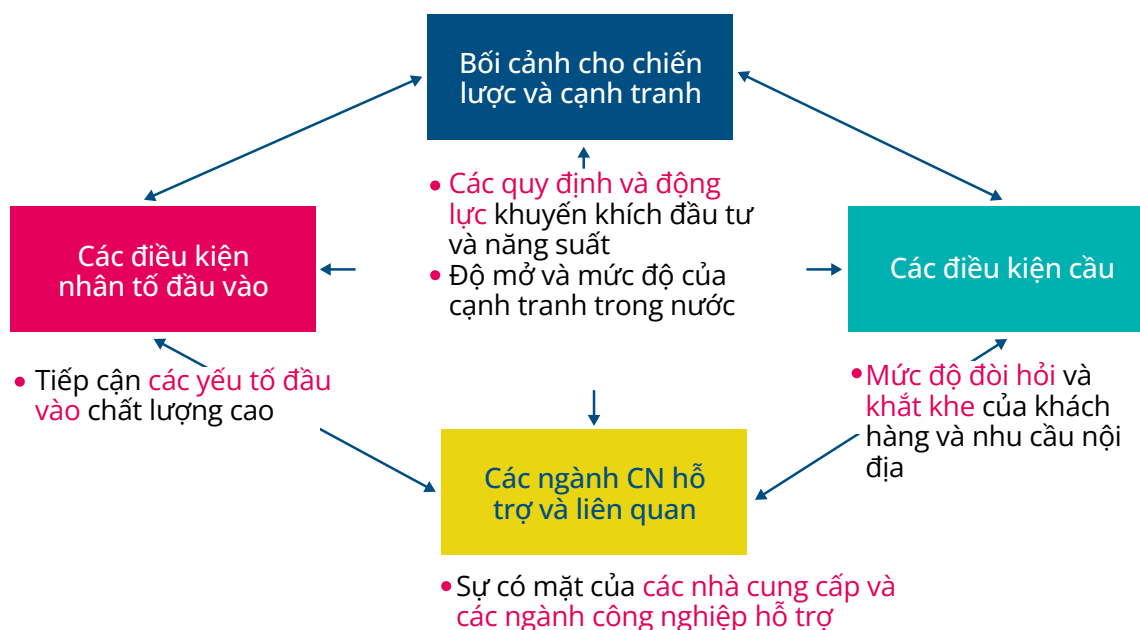 Bối cảnh cho chiến
lược và cạnh tranh
• Các quy định và động
lực khuyến khích đầu tư
và năng suất
• Độ mở và mức độ của
cạnh tranh trong nước
Các điều kiện
nhân tố đầu vào
Các điều kiện cầu
• Tiếp cận các yếu tố đầu
vào chất lượng cao
• Mức độ đòi hỏi và
khắt khe của khách
hàng và nhu cầu nội
địa
Các ngành CN hỗ
trợ và liên quan
• Sự có mặt của các nhà cung cấp và
các ngành công nghiệp hỗ trợ